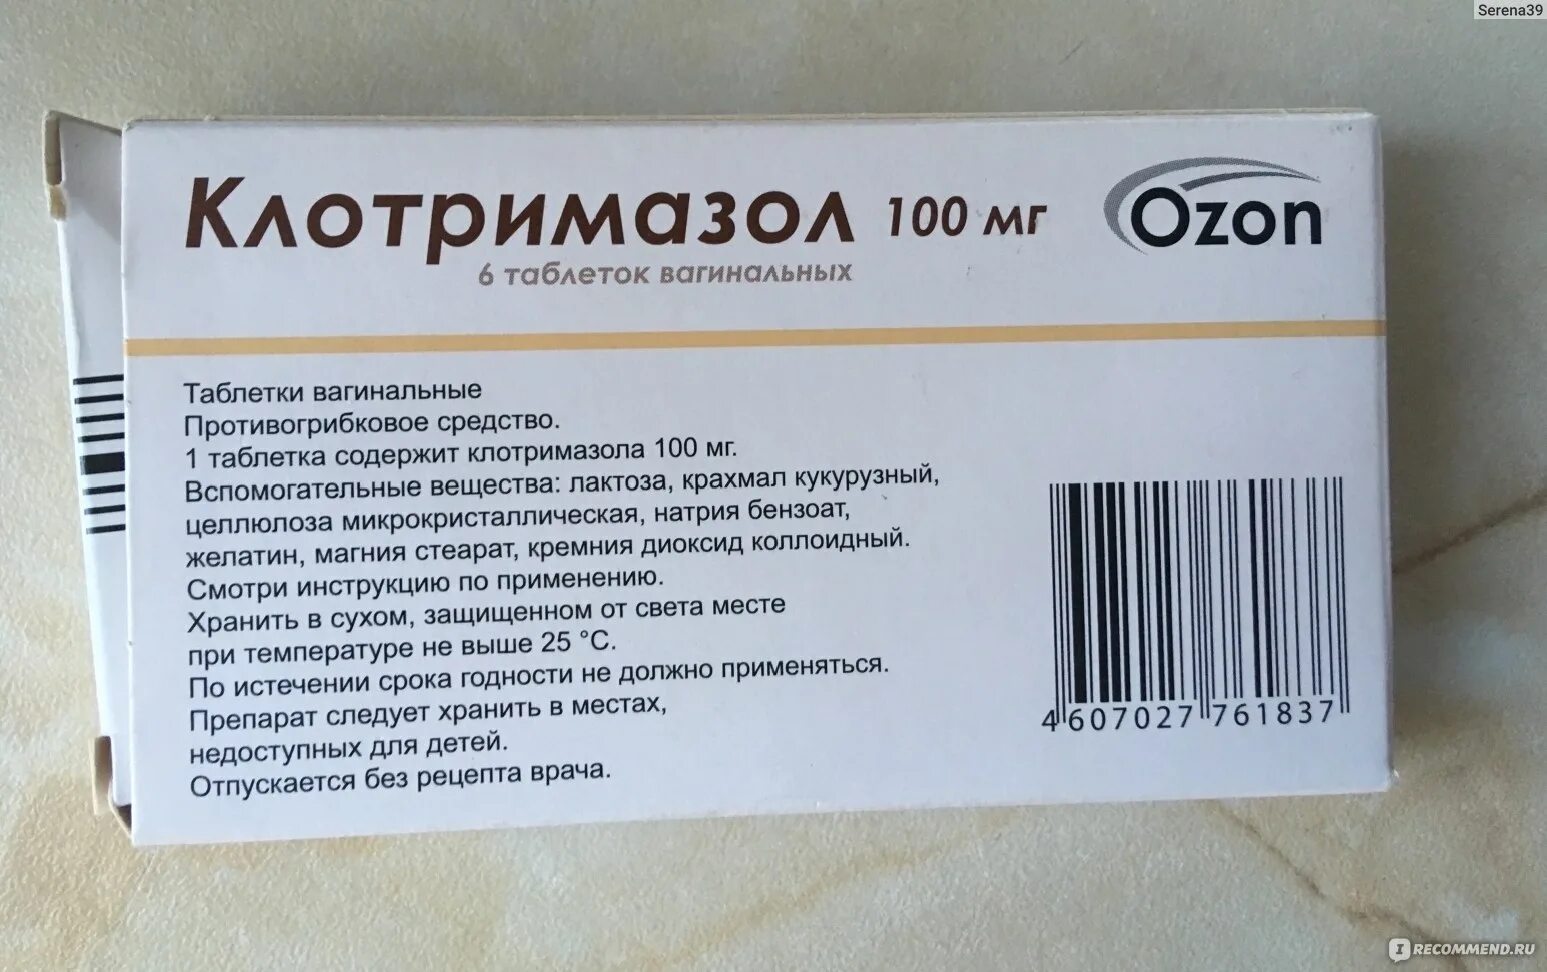 Serena39
Клотримазол 100 мг
Ozon
6 таблеток вагинальных
Таблетки вагинальные
Противогрибковое средство.
1 таблетка содержит клотримазола 100 мг.
Вспомогательные вещества: лактоза, крахмал кукурузный,
целлюлоза микрокристаллическая, натрия бензоат,
желатин, магния стеарат, кремния диоксид коллоидный.
Смотри инструкцию по применению.
Хранить в сухом, защищенном от света месте
при температуре не выше 25 °С.
По истечении срока годности не должно применяться.
Препарат следует хранить в местах,
недоступных для детей.
Отпускается без рецепта врача.
4 607027 761837
IRECOMMEND.RU